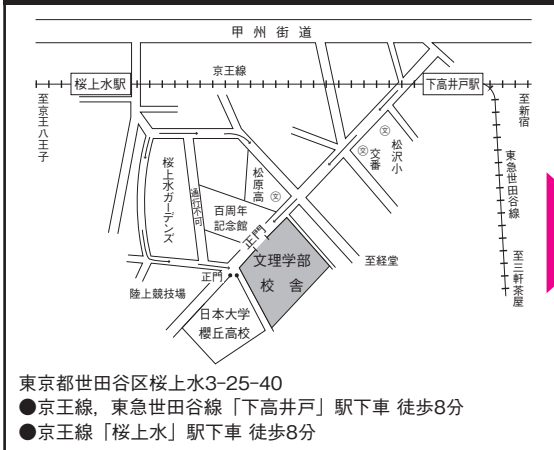 甲州街道
京王線
桜上水駅
下高井戸駅
至京王八王子
至新宿
松沢小
交番
文
文
東急世田谷線
桜上水ガーデンズ
通行不可
松原高
文
百周年
記念館
正門
文理学部
校舎
至経堂
至三軒茶屋
正門
陸上競技場
日本大学
櫻丘高校
東京都世田谷区桜上水3-25-40
●京王線，東急世田谷線「下高井戸」駅下車 徒歩8分
●京王線「桜上水」駅下車 徒歩8分